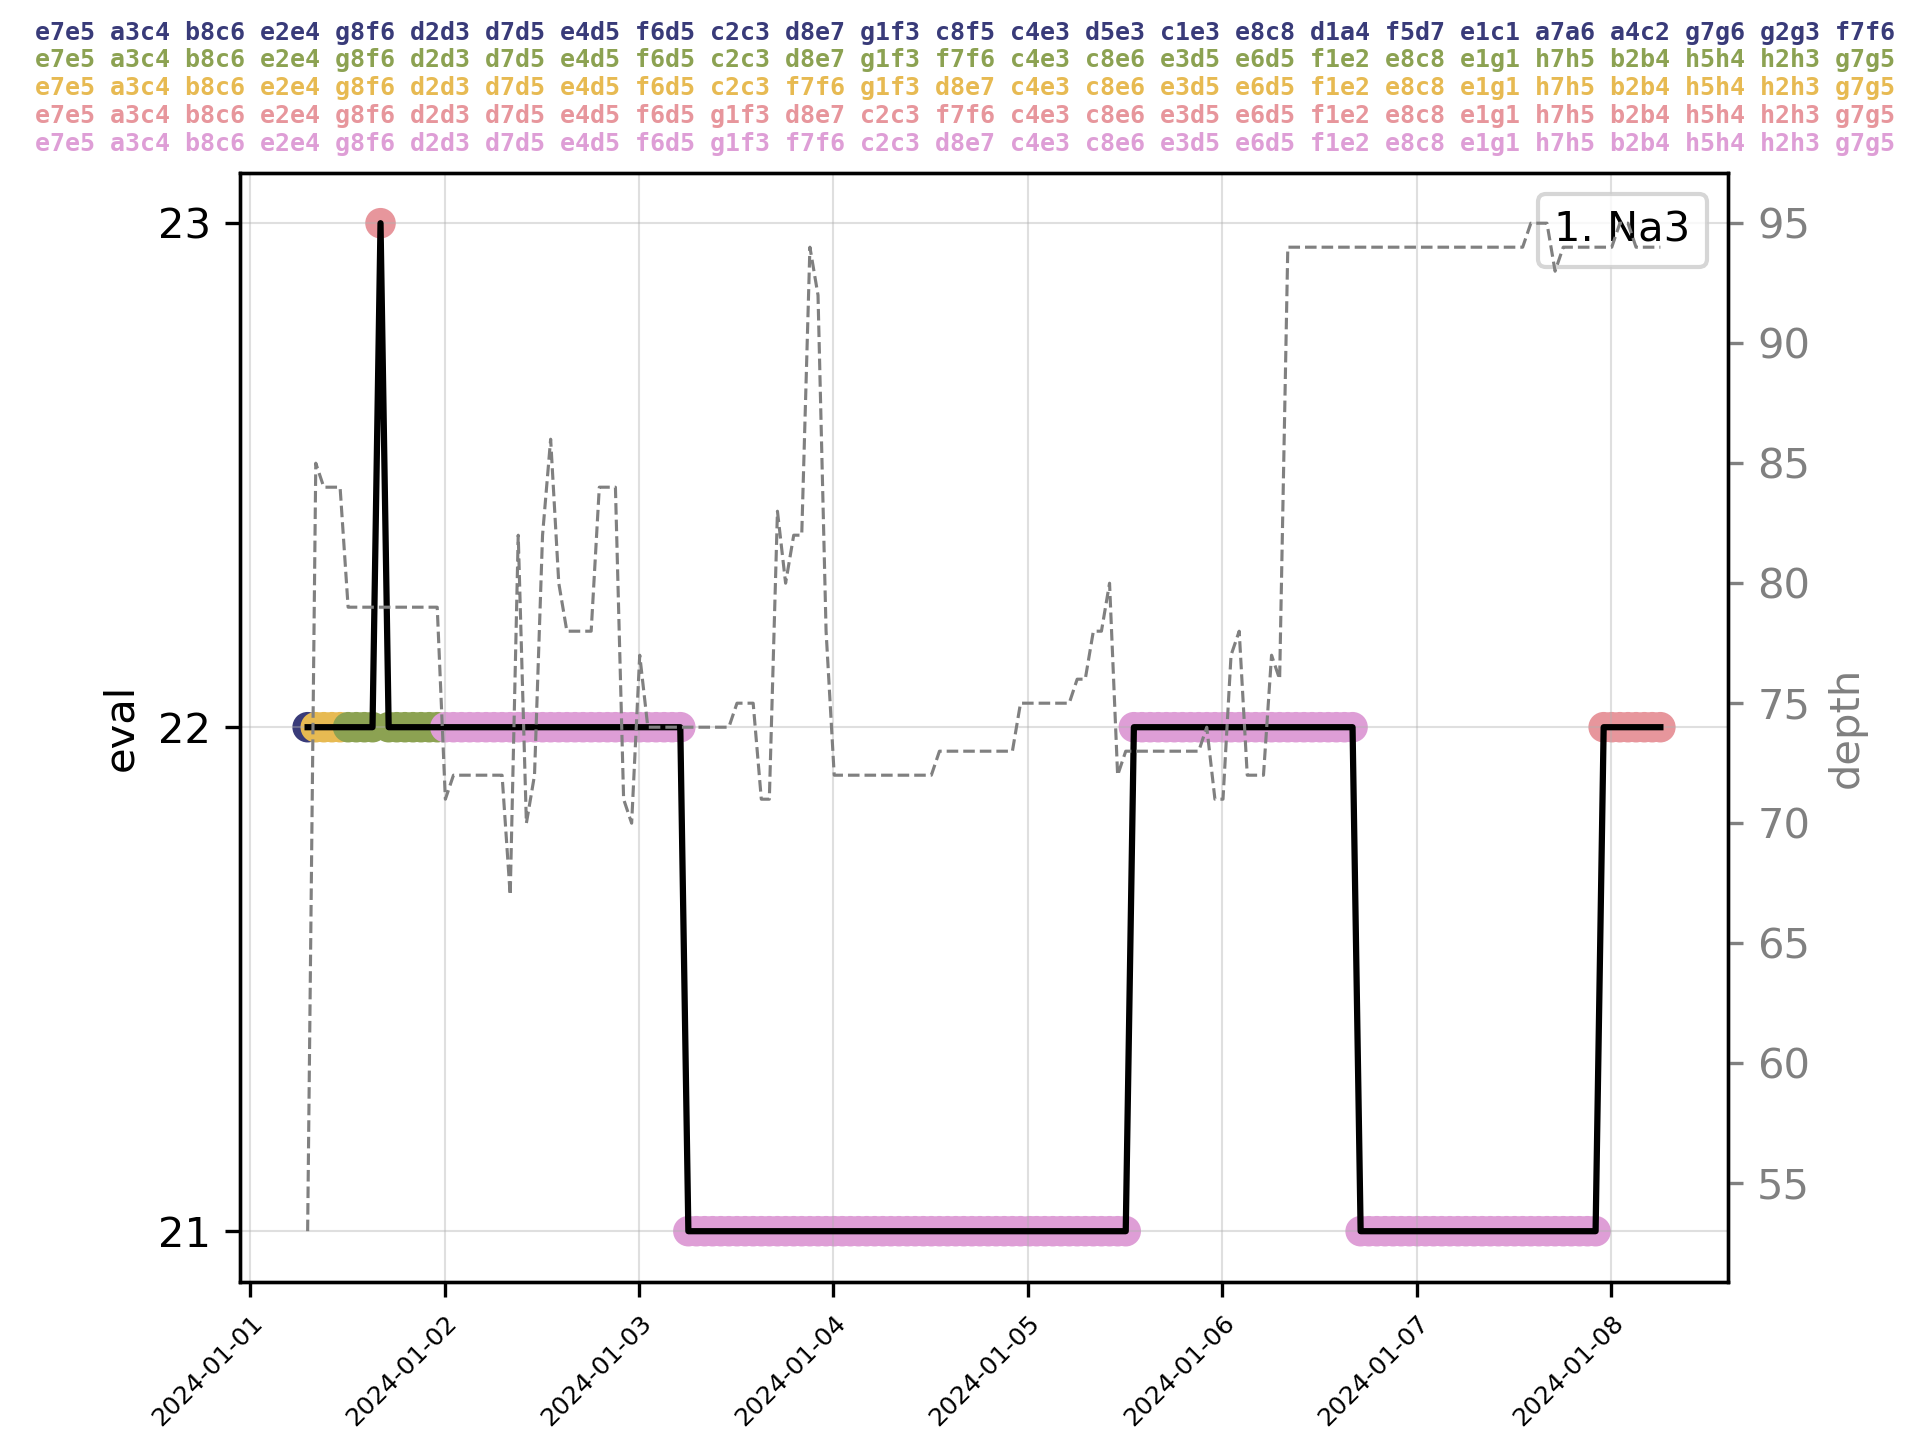 e7e5 a3c4 b8c6 e2e4 g8f6 d2d3 d7d5 e4d5 f6d5 c2c3 d8e7 g1f3 c8f5 c4e3 d5e3 c1e3 e8c8 d1a4 f5d7 e1c1 a7a6 a4c2 g7g6 g2g3 f7f6
e7e5 a3c4 b8c6 e2e4 g8f6 d2d3 d7d5 e4d5 f6d5 c2c3 d8e7 g1f3 f7f6 c4e3 c8e6 e3d5 e6d5 f1e2 e8c8 e1g1 h7h5 b2b4 h5h4 h2h3 g7g5
e7e5 a3c4 b8c6 e2e4 g8f6 d2d3 d7d5 e4d5 f6d5 c2c3 f7f6 g1f3 d8e7 c4e3 c8e6 e3d5 e6d5 f1e2 e8c8 e1g1 h7h5 b2b4 h5h4 h2h3 g7g5
e7e5 a3c4 b8c6 e2e4 g8f6 d2d3 d7d5 e4d5 f6d5 g1f3 d8e7 c2c3 f7f6 c4e3 c8e6 e3d5 e6d5 f1e2 e8c8 e1g1 h7h5 b2b4 h5h4 h2h3 g7g5
e7e5 a3c4 b8c6 e2e4 g8f6 d2d3 d7d5 e4d5 f6d5 g1f3 f7f6 c2c3 d8e7 c4e3 c8e6 e3d5 e6d5 f1e2 e8c8 e1g1 h7h5 b2b4 h5h4 h2h3 g7g5
1. Na3
23
22
21
eval
95
90
85
80
75
70
65
60
55
depth
2024-01-01
2024-01-02
2024-01-03
2024-01-04
2024-01-05
2024-01-06
2024-01-07
2024-01-08